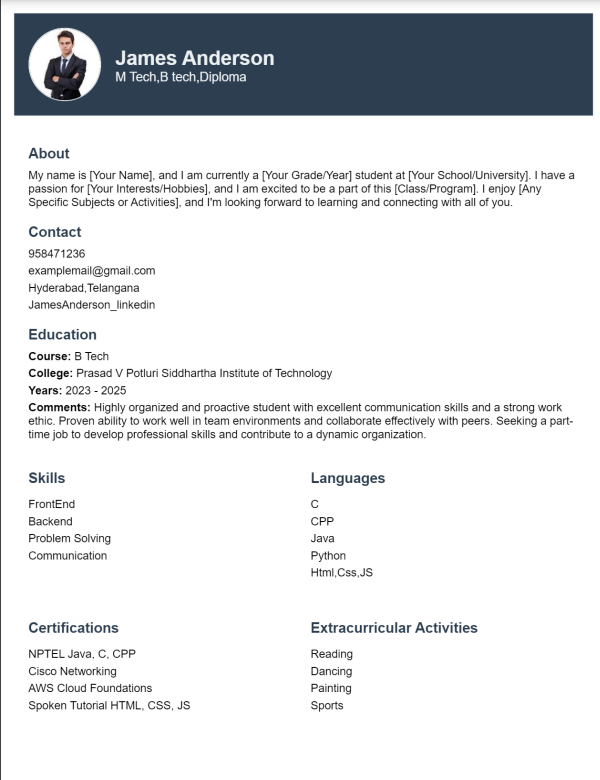 James Anderson
M Tech,B tech,Diploma
About
My name is [Your Name], and I am currently a [Your Grade/Year] student at [Your School/University]. I have a
passion for [Your Interests/Hobbies], and I am excited to be a part of this [Class/Program]. I enjoy [Any
Specific Subjects or Activities], and I'm looking forward to learning and connecting with all of you.
Contact
958471236
examplemail@gmail.com
Hyderabad,Telangana
JamesAnderson_linkedin
Education
Course: B Tech
College: Prasad V Potluri Siddhartha Institute of Technology
Years: 2023 - 2025
Comments: Highly organized and proactive student with excellent communication skills and a strong work
ethic. Proven ability to work well in team environments and collaborate effectively with peers. Seeking a part-
time job to develop professional skills and contribute to a dynamic organization.
Skills
FrontEnd
Backend
Problem Solving
Communication
Languages
C
CPP
Java
Python
Html,Css,JS
Certifications
NPTEL Java, C, CPP
Cisco Networking
AWS Cloud Foundations
Spoken Tutorial HTML, CSS, JS
Extracurricular Activities
Reading
Dancing
Painting
Sports